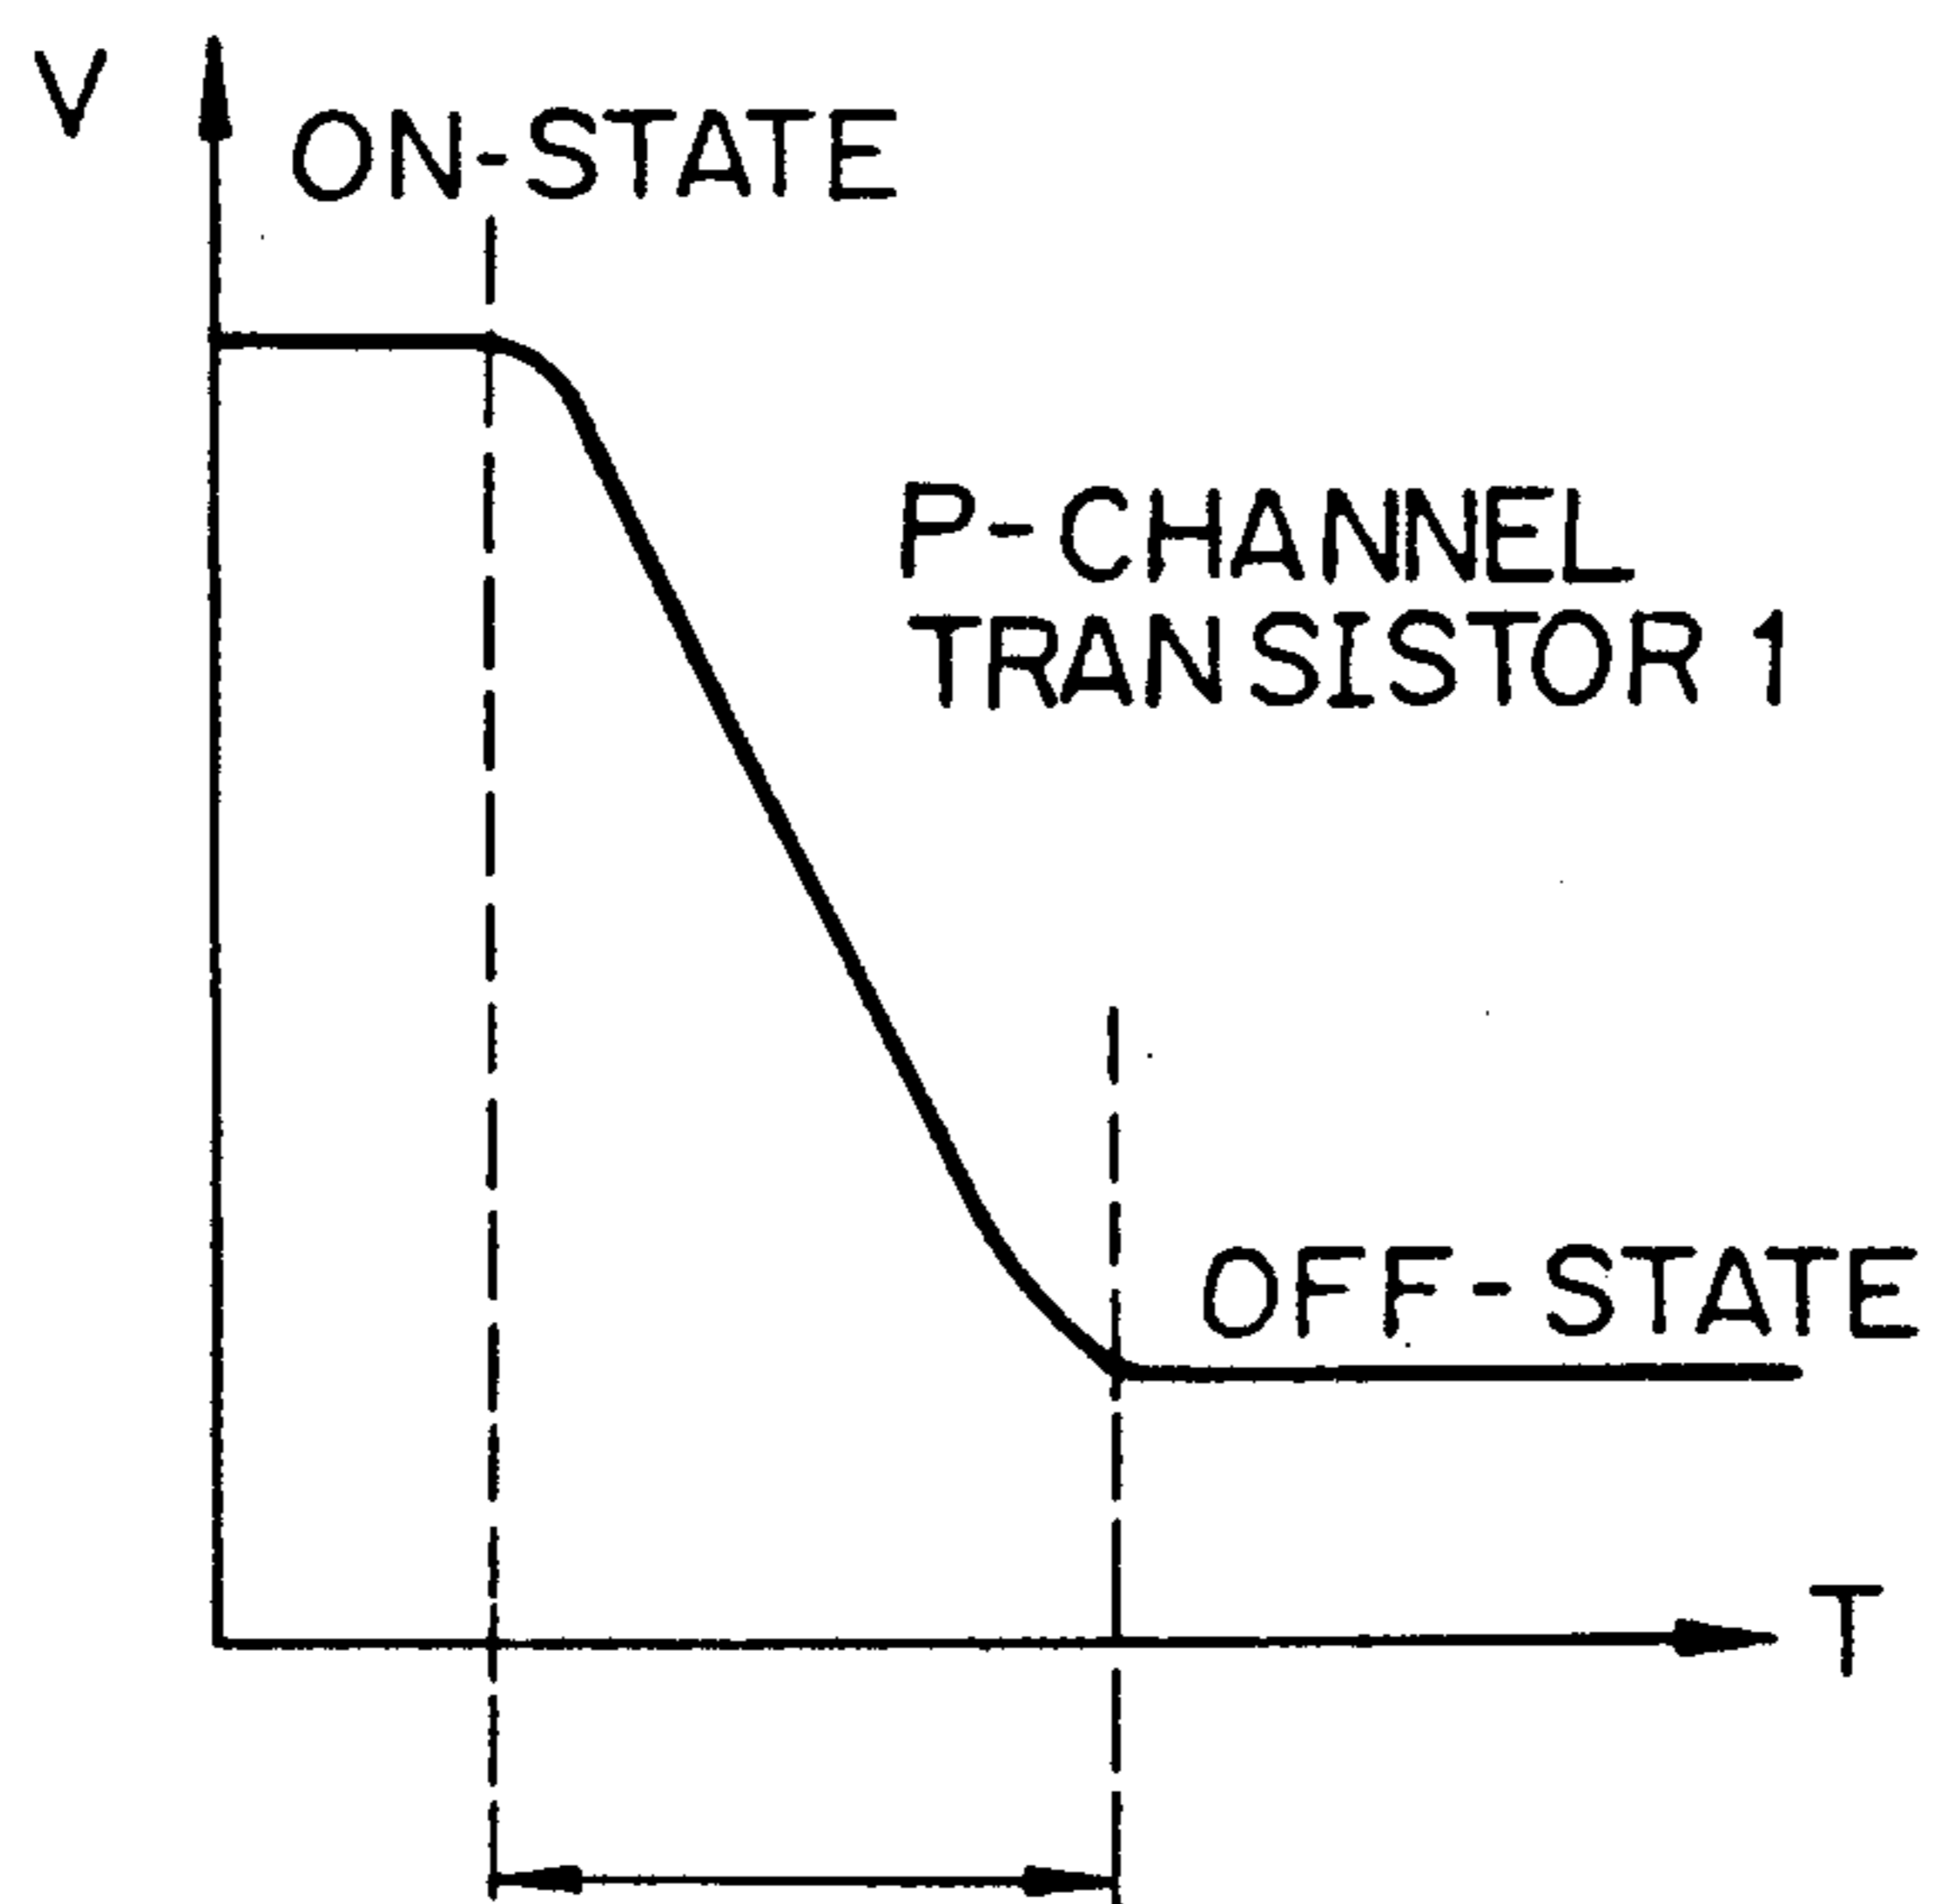 V
ON-STATE
P-CHANNEL
TRANSISTOR 1
OFF-STATE
T